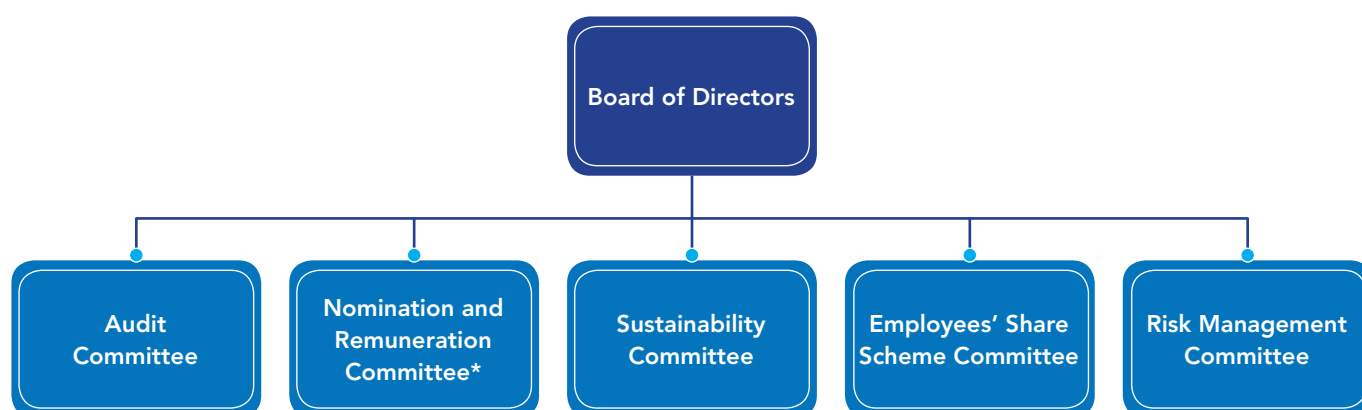 Board of Directors
Audit
Committee
Nomination and
Remuneration
Committee*
Sustainability
Committee
Employees’ Share
Scheme Committee
Risk Management
Committee